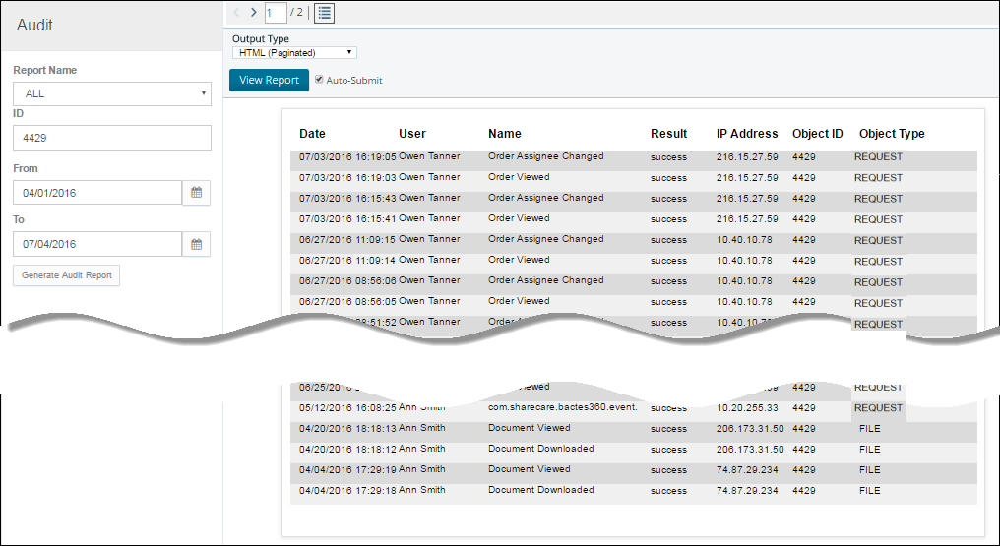 Audit
Report Name
ALL
ID
4429
From
04/01/2016
To
07/04/2016
Generate Audit Report
1 / 2
Output Type
HTML (Paginated)
View Report Auto-Submit
Date User Name Result IP Address Object ID Object Type
07/03/2016 16:19:05 Owen Tanner Order Assignee Changed success 216.15.27.59 4429 REQUEST
07/03/2016 16:19:03 Owen Tanner Order Viewed success 216.15.27.59 4429 REQUEST
07/03/2016 16:15:43 Owen Tanner Order Assignee Changed success 216.15.27.59 4429 REQUEST
07/03/2016 16:15:41 Owen Tanner Order Viewed success 216.15.27.59 4429 REQUEST
06/27/2016 11:09:15 Owen Tanner Order Assignee Changed success 10.40.10.78 4429 REQUEST
06/27/2016 11:09:14 Owen Tanner Order Viewed success 10.40.10.78 4429 REQUEST
06/27/2016 08:56:06 Owen Tanner Order Assignee Changed success 10.40.10.78 4429 REQUEST
06/27/2016 08:56:05 Owen Tanner Order Viewed success 10.40.10.78 4429 REQUEST
08:51:52 Owen Tanner Order success 4429 REQUEST
06/25/2016 success 4429 REQUEST
05/12/2016 16:08:25 Ann Smith com.sharecare.bactes360.event. success 10.20.255.33 4429 REQUEST
04/20/2016 18:18:13 Ann Smith Document Viewed success 206.173.31.50 4429 FILE
04/20/2016 18:18:12 Ann Smith Document Downloaded success 206.173.31.50 4429 FILE
04/04/2016 17:29:19 Ann Smith Document Viewed success 74.87.29.234 4429 FILE
04/04/2016 17:29:18 Ann Smith Document Downloaded success 74.87.29.234 4429 FILE